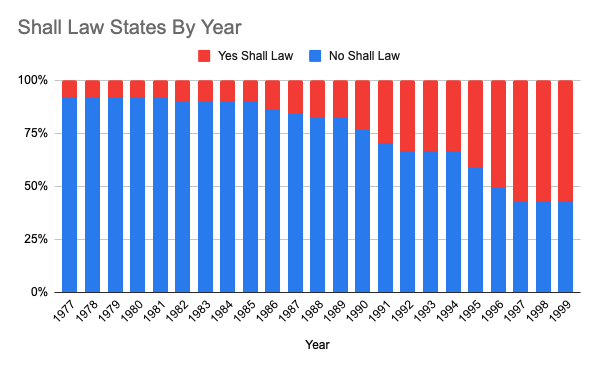 Shall Law States By Year
Yes Shall Law No Shall Law
100%
75%
50%
25%
0%
1977 1978 1979 1980 1981 1982 1983 1984 1985 1986 1987 1988 1989 1990 1991 1992 1993 1994 1995 1996 1997 1998 1999
Year